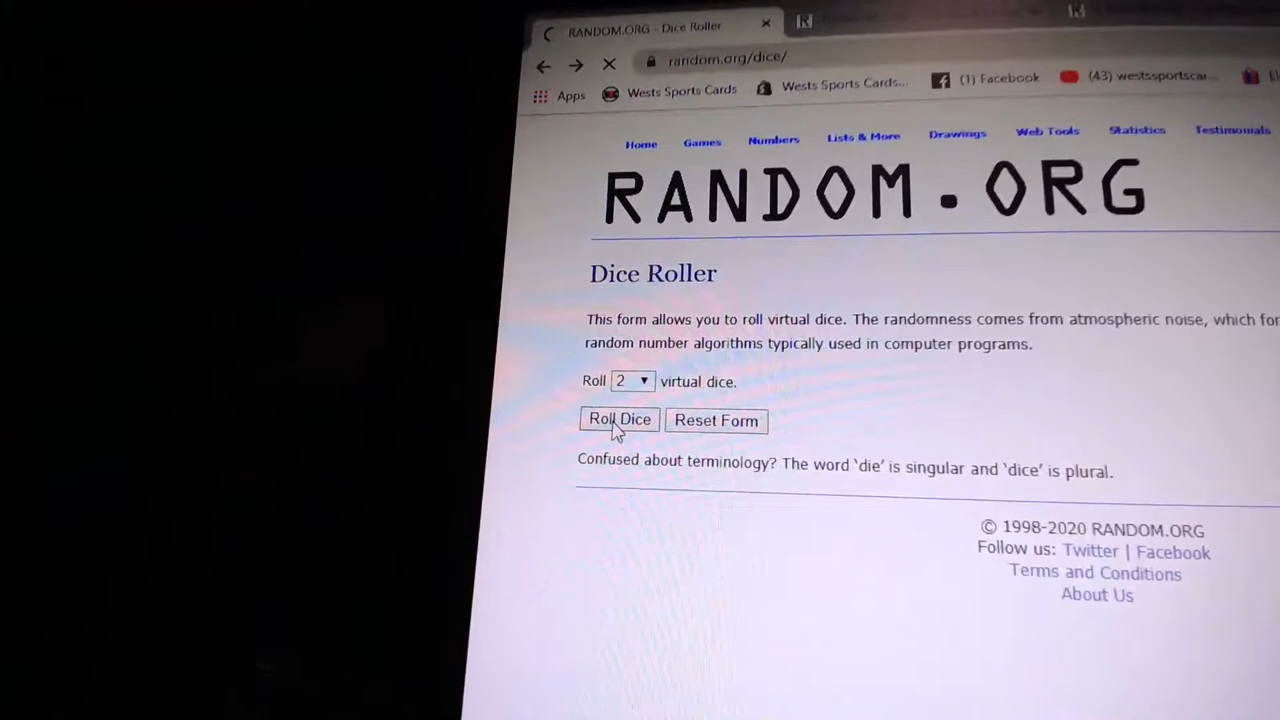 RANDOM.ORG - Dice Roller
random.org/dice/
Apps Wests Sports Cards Wests Sports Cards... (1) Facebook (43) westssportscar...
Home Games Numbers Lists & More Drawings Web Tools Statistics Testimonials
RANDOM.ORG
Dice Roller
This form allows you to roll virtual dice. The randomness comes from atmospheric noise, which for
random number algorithms typically used in computer programs.
Roll 2 virtual dice.
Roll Dice Reset Form
Confused about terminology? The word ‘die’ is singular and ‘dice’ is plural.
© 1998-2020 RANDOM.ORG
Follow us: Twitter | Facebook
Terms and Conditions
About Us